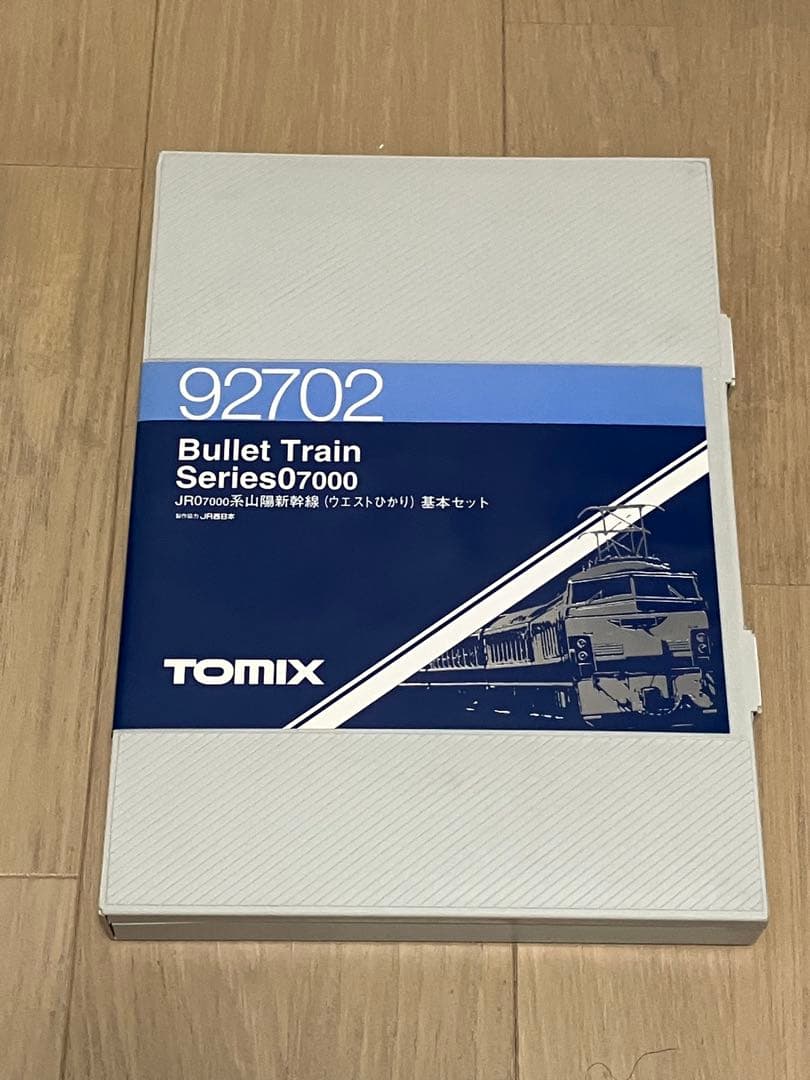 92702
Bullet Train
Series07000
JR07000系山陽新幹線(ウエストひかり)基本セット
製作協力 JR西日本
TOMIX